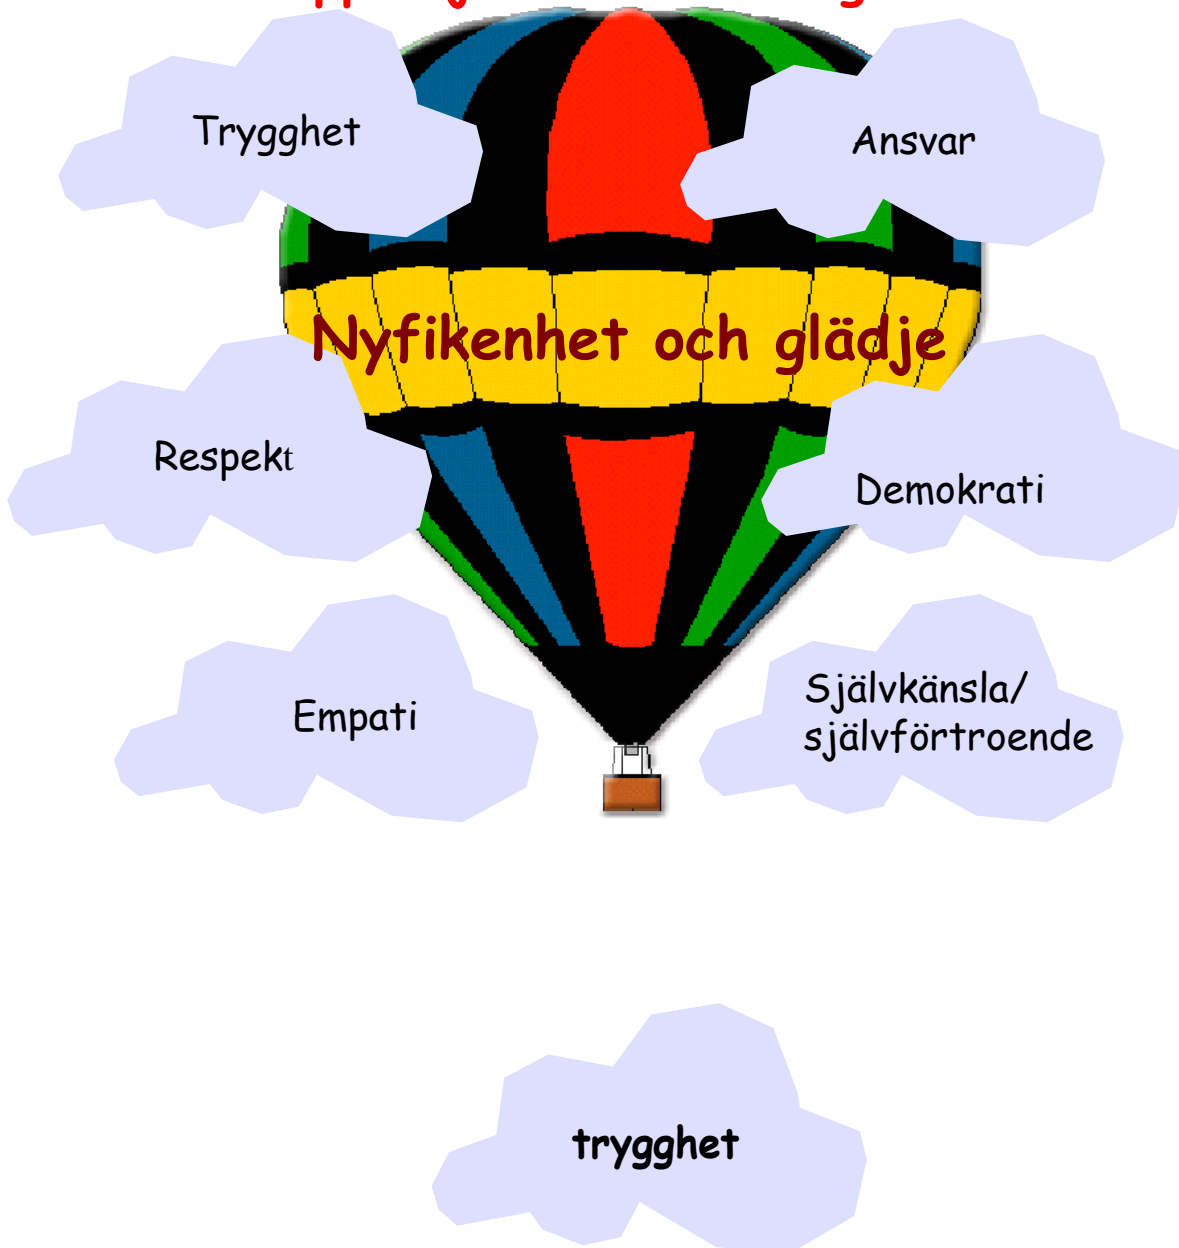 Trygghet
Ansvar
Nyfikenhet och glädje
Respekt
Demokrati
Empati
Självkänsla/
självförtroende
trygghet